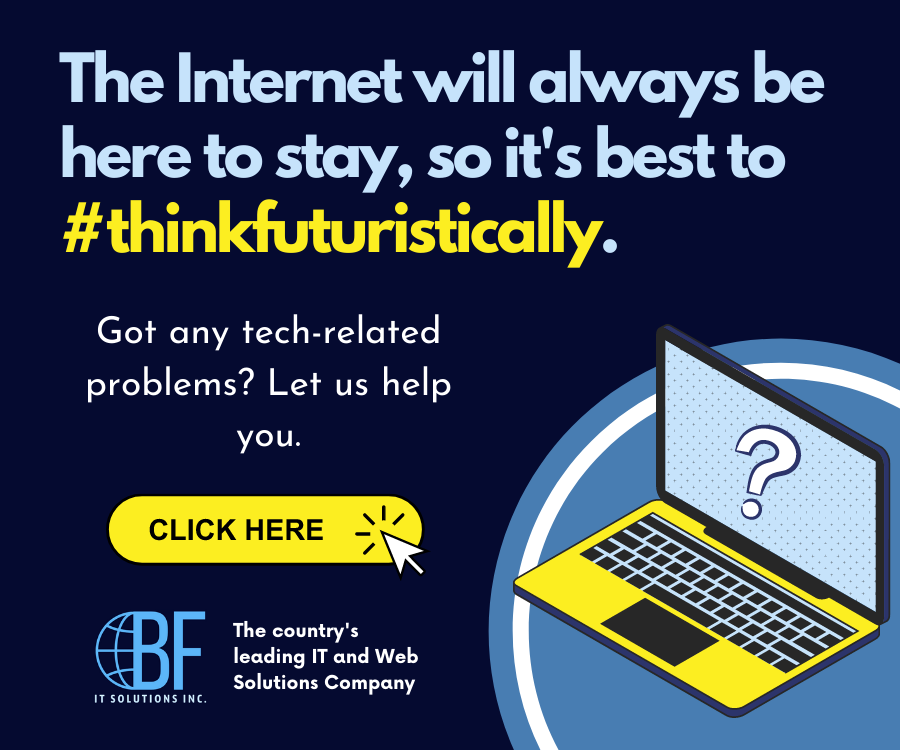 The Internet will always be
here to stay, so it's best to
#thinkfuturistically.
Got any tech-related
problems? Let us help
you.
CLICK HERE
?
BF
IT SOLUTIONS INC.
The country's
leading IT and Web
Solutions Company